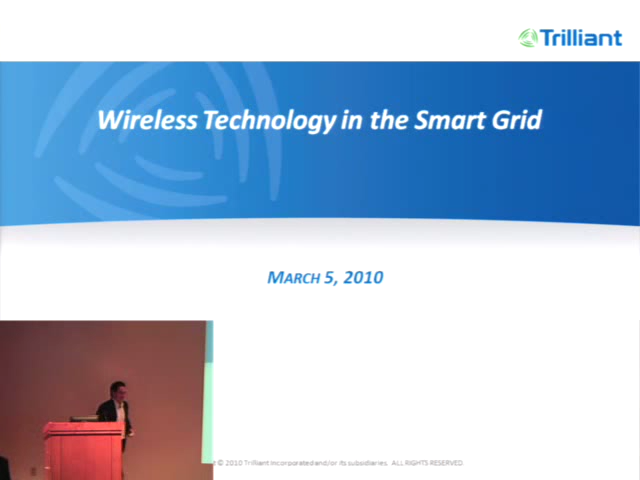 Trilliant
Wireless Technology in the Smart Grid
MARCH 5, 2010
t © 2010 Trilliant Incorporated and/or its subsidiaries. ALL RIGHTS RESERVED.